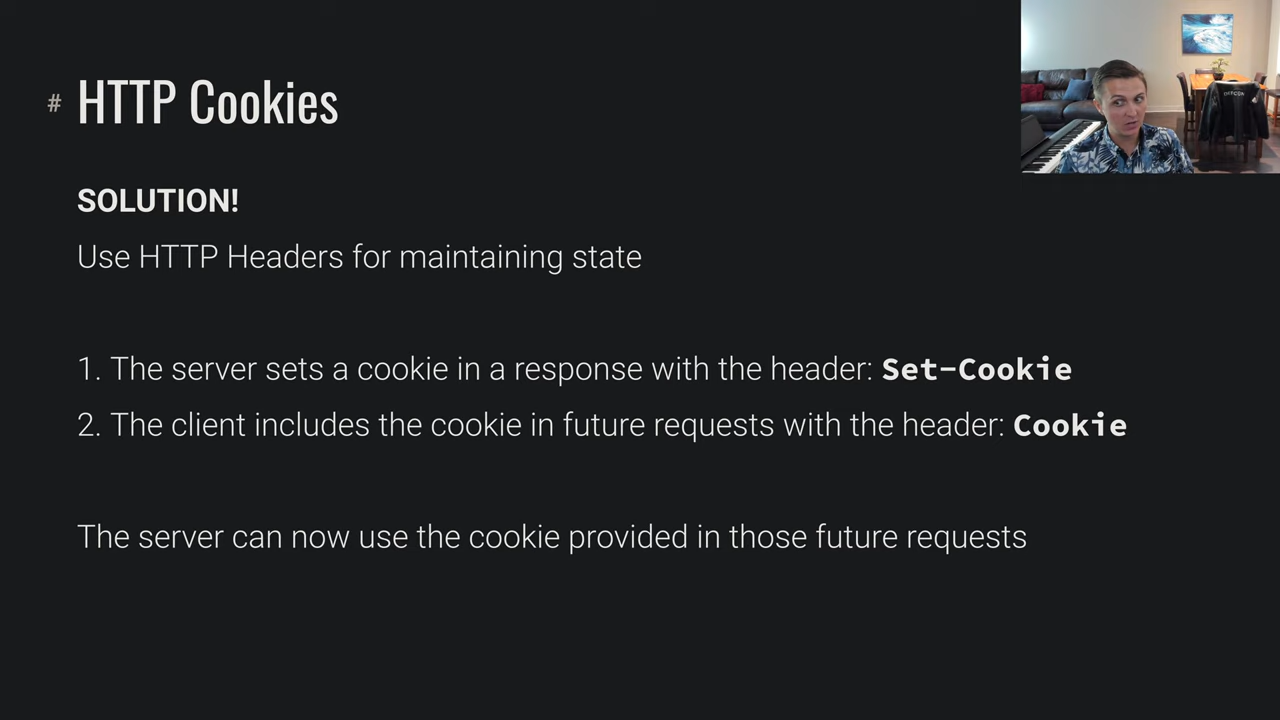 # HTTP Cookies
SOLUTION!
Use HTTP Headers for maintaining state
1. The server sets a cookie in a response with the header: Set-Cookie
2. The client includes the cookie in future requests with the header: Cookie
The server can now use the cookie provided in those future requests
DEFCON